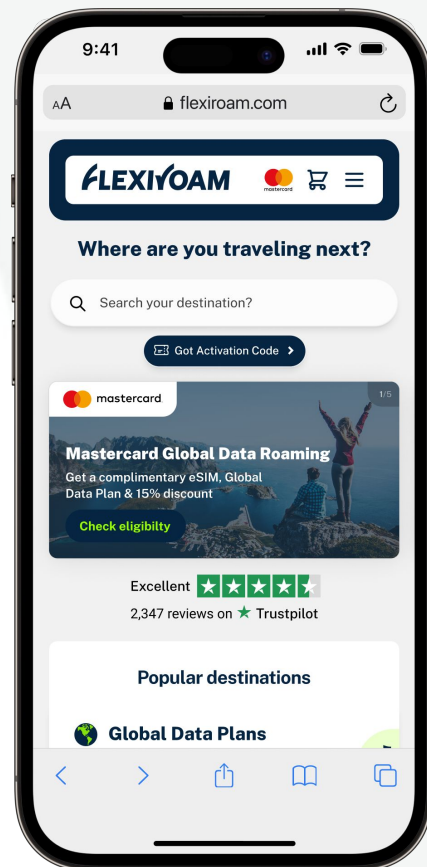 9:41
AA flexiroam.com
FLEXIROAM mastercard
Where are you traveling next?
Search your destination?
Got Activation Code
mastercard 1/5
Mastercard Global Data Roaming
Get a complimentary eSIM, Global
Data Plan & 15% discount
Check eligibilty
Excellent
2,347 reviews on Trustpilot
Popular destinations
Global Data Plans